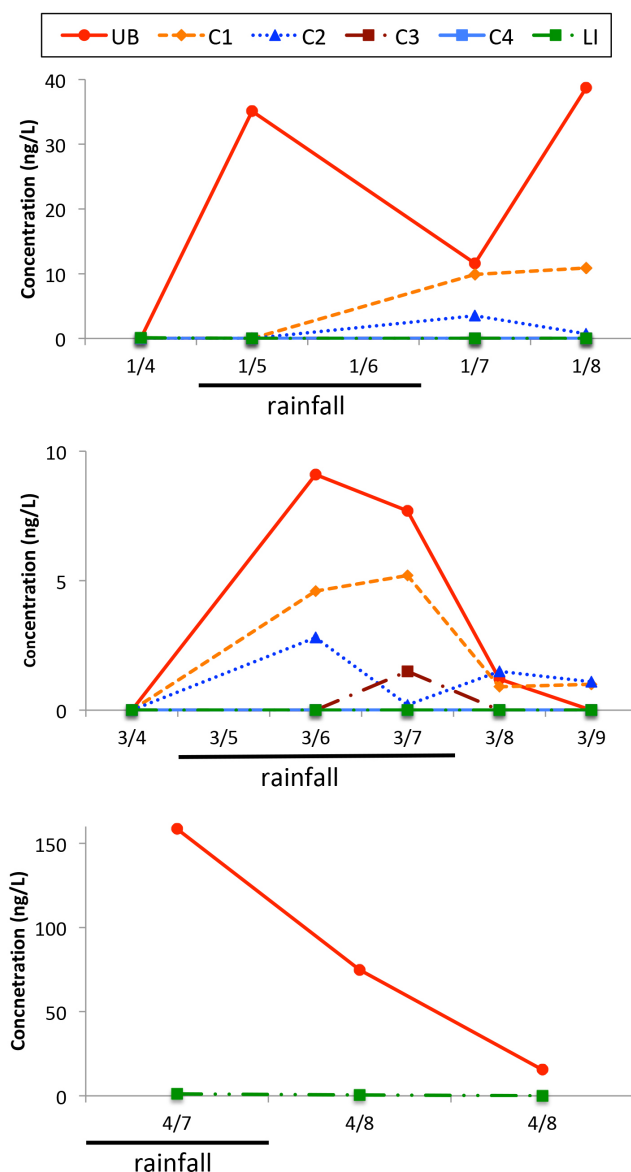 UB C1 C2 C3 C4 LI
Concentration (ng/L)
40
30
20
10
0
1/4 1/5 1/6 1/7 1/8
rainfall
Concentration (ng/L)
10
5
0
3/4 3/5 3/6 3/7 3/8 3/9
rainfall
Concnetration (ng/L)
150
100
50
0
4/7 4/8 4/8
rainfall